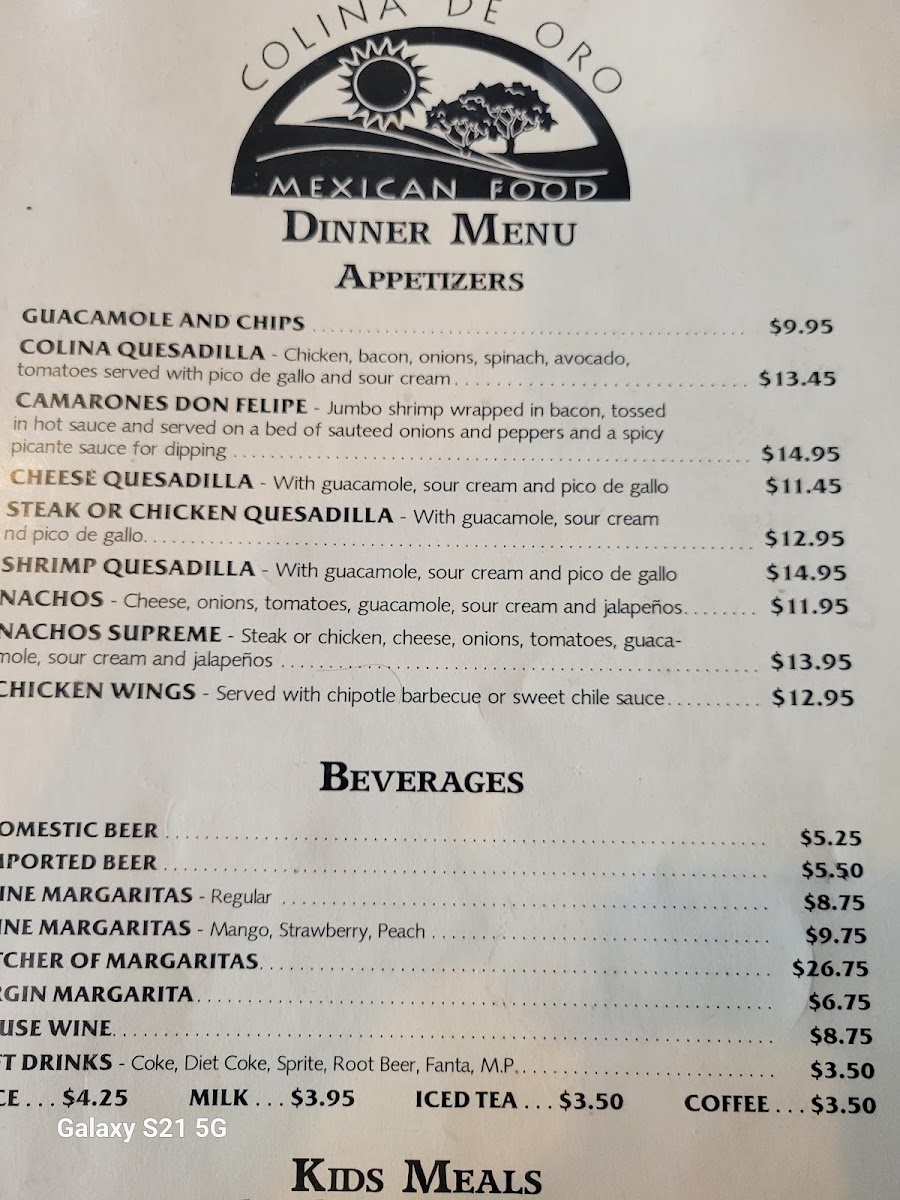 COLINA DE ORO
MEXICAN FOOD
DINNER MENU
APPETIZERS
GUACAMOLE AND CHIPS ........ $9.95
COLINA QUESADILLA - Chicken, bacon, onions, spinach, avocado,
tomatoes served with pico de gallo and sour cream ........ $13.45
CAMARONES DON FELIPE - Jumbo shrimp wrapped in bacon, tossed
in hot sauce and served on a bed of sauteed onions and peppers and a spicy
picante sauce for dipping ........ $14.95
CHEESE QUESADILLA - With guacamole, sour cream and pico de gallo $11.45
STEAK OR CHICKEN QUESADILLA - With guacamole, sour cream
nd pico de gallo ........ $12.95
SHRIMP QUESADILLA - With guacamole, sour cream and pico de gallo $14.95
NACHOS - Cheese, onions, tomatoes, guacamole, sour cream and jalapeños ........ $11.95
NACHOS SUPREME - Steak or chicken, cheese, onions, tomatoes, guaca-
mole, sour cream and jalapeños ........ $13.95
CHICKEN WINGS - Served with chipotle barbecue or sweet chile sauce ........ $12.95
BEVERAGES
OMESTIC BEER ........ $5.25
MPORTED BEER ........ $5.50
INE MARGARITAS - Regular ........ $8.75
INE MARGARITAS - Mango, Strawberry, Peach ........ $9.75
TCHER OF MARGARITAS ........ $26.75
RGIN MARGARITA ........ $6.75
USE WINE ........ $8.75
FT DRINKS - Coke, Diet Coke, Sprite, Root Beer, Fanta, M.P. ........ $3.50
CE ... $4.25 MILK ... $3.95 ICED TEA ... $3.50 COFFEE ... $3.50
Galaxy S21 5G
KIDS MEALS